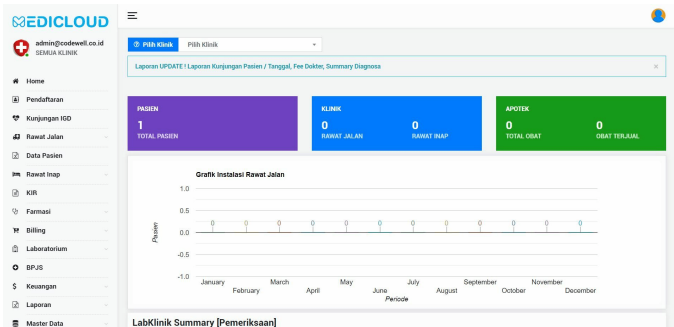 MEDICLOUD
admin@codewell.co.id
SEMUA KLINIK
Home
Pendaftaran
Kunjungan IGD
Rawat Jalan
Data Pasien
Rawat Inap
KIR
Farmasi
Billing
Laboratorium
BPJS
Keuangan
Laporan
Master Data
Pilih Klinik Pilih Klinik
Laporan UPDATE ! Laporan Kunjungan Pasien / Tanggal, Fee Dokter, Summary Diagnosa ×
PASIEN
1
TOTAL PASIEN
KLINIK
0 0
RAWAT JALAN RAWAT INAP
APOTEK
0 0
TOTAL OBAT OBAT TERJUAL
Grafik Instalasi Rawat Jalan
1.0
0.5
0 0 0 0 0 0 0 0 0 0 0 0
0.0
-0.5
-1.0
Pasien
January March May July September November
February April June August October December
Periode
LabKlinik Summary [Pemeriksaan]